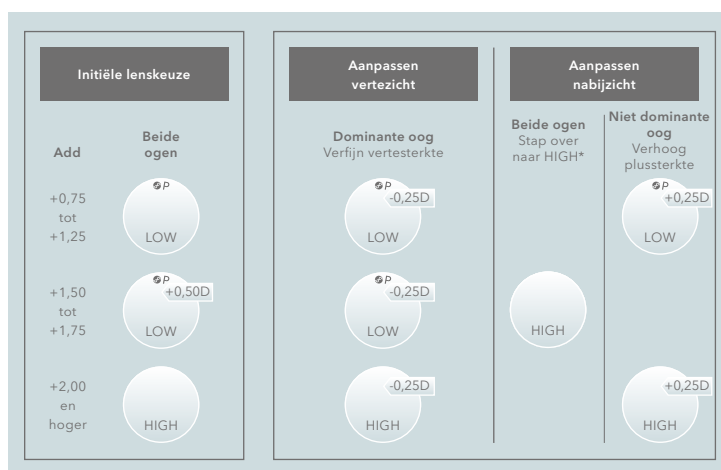 Initiële lenskeuze
Aanpassen
vertezicht
Aanpassen
nabijzicht
Add
Beide
ogen
Dominante oog
Verfijn vertesterkte
Beide ogen
Stap over
naar HIGH*
Niet dominante
oog
Verhoog
plussterkte
+0,75
tot
+1,25
P
LOW
P
-0,25D
LOW
P
+0,25D
LOW
+1,50
tot
+1,75
P
+0,50D
LOW
P
-0,25D
LOW
HIGH
+2,00
en
hoger
HIGH
-0,25D
HIGH
+0,25D
HIGH